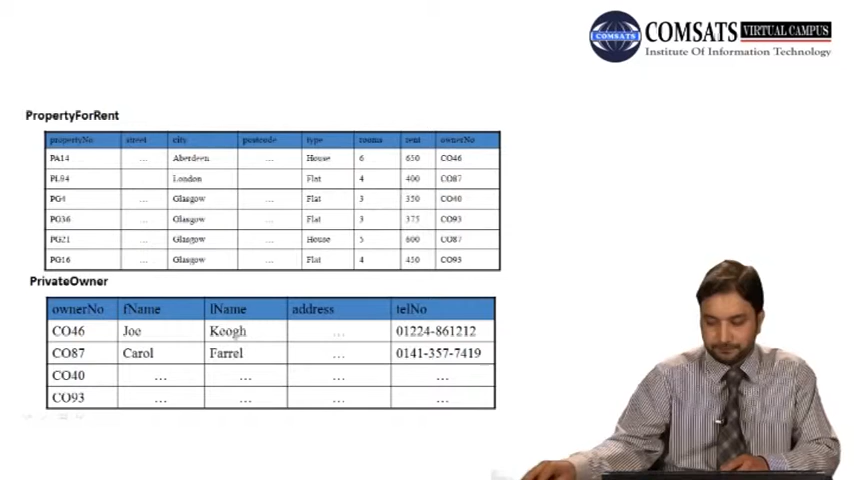 COMSATS VIRTUAL CAMPUS
COMSATS
Institute Of Information Technology
PropertyForRent
propertyNo street city postcode type rooms rent ownerNo
PA14 ... Aberdeen ... House 6 650 CO46
PL94 ... London ... Flat 4 400 CO87
PG4 ... Glasgow ... Flat 3 350 CO40
PG36 ... Glasgow ... Flat 3 375 CO93
PG21 ... Glasgow ... House 5 600 CO87
PG16 ... Glasgow ... Flat 4 450 CO93
PrivateOwner
ownerNo fName lName address telNo
CO46 Joe Keogh ... 01224-861212
CO87 Carol Farrel ... 0141-357-7419
CO40 ... ... ... ...
CO93 ... ... ... ...